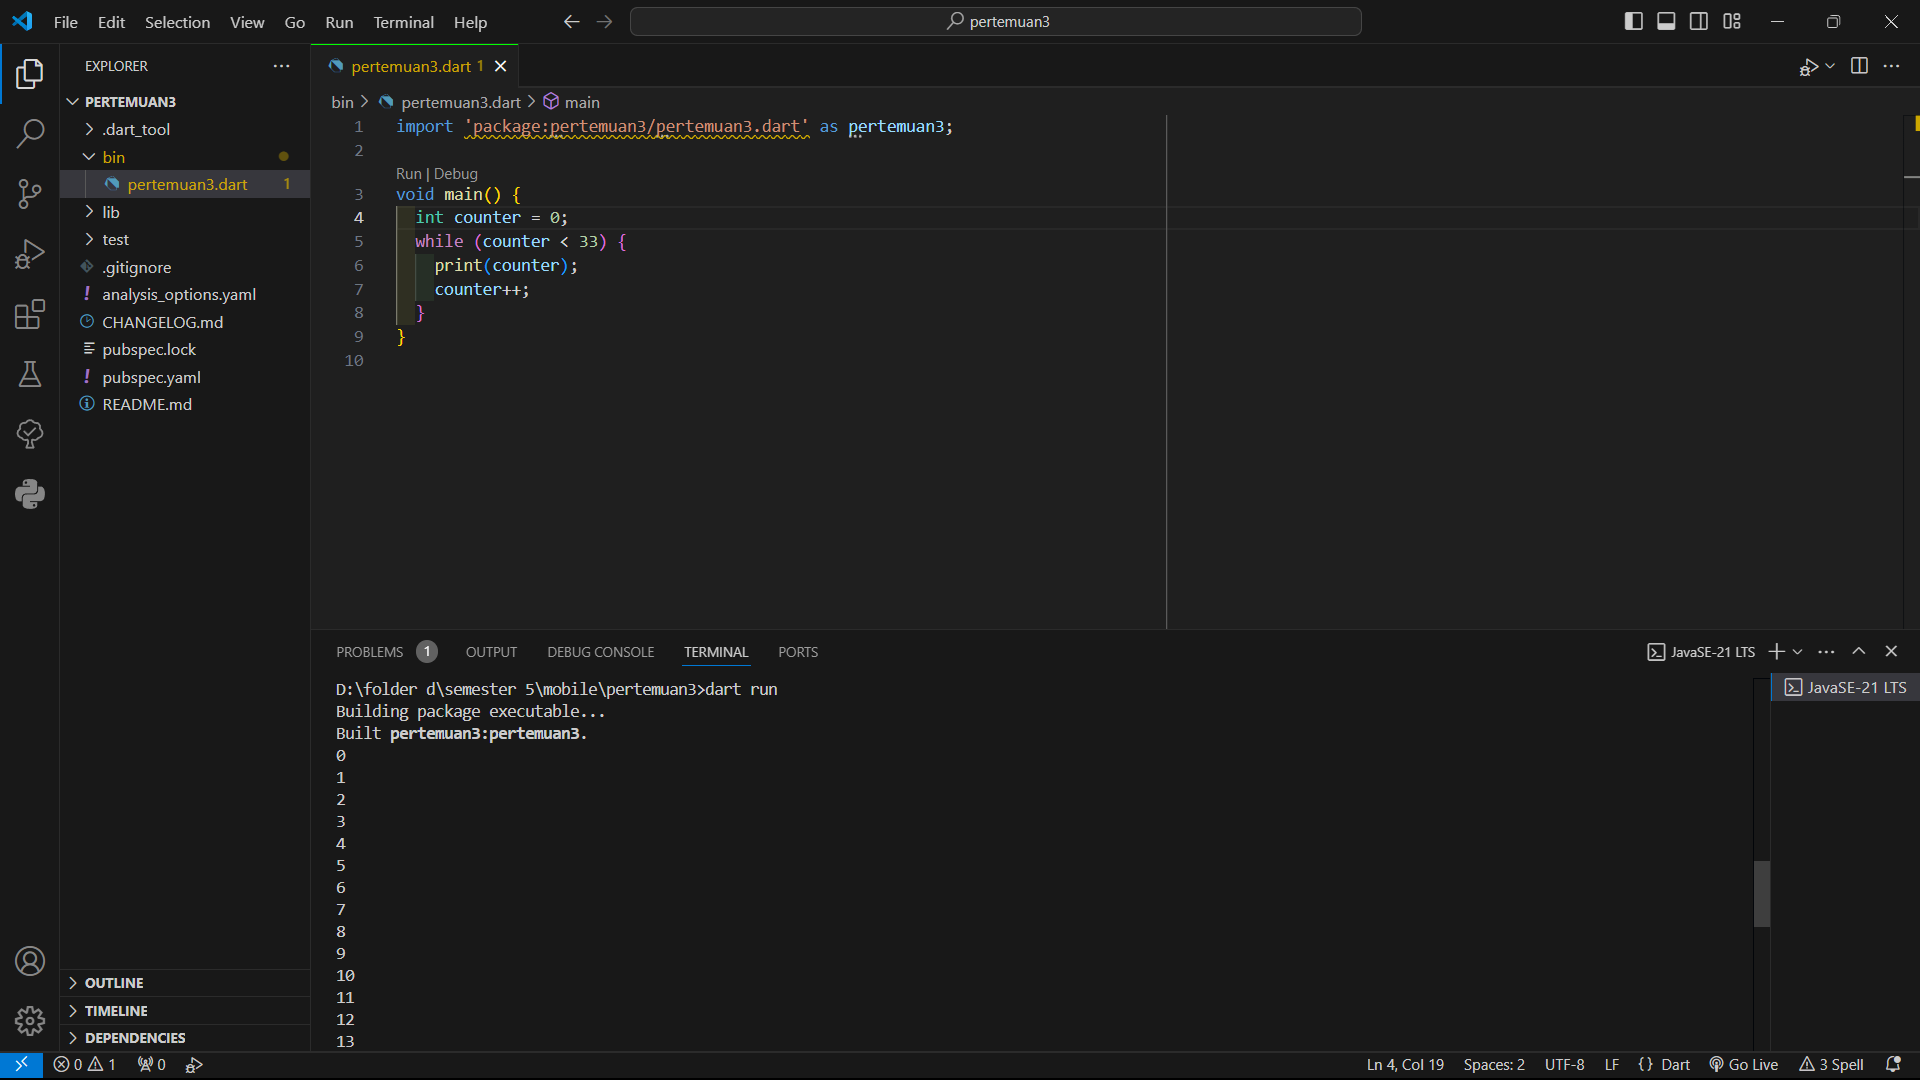 File Edit Selection View Go Run Terminal Help
pertemuan3
EXPLORER
PERTEMUAN3
.dart_tool
bin
pertemuan3.dart 1
lib
test
.gitignore
analysis_options.yaml
CHANGELOG.md
pubspec.lock
pubspec.yaml
README.md
OUTLINE
TIMELINE
DEPENDENCIES
pertemuan3.dart 1
bin > pertemuan3.dart > main
1 import 'package:pertemuan3/pertemuan3.dart' as pertemuan3;
2
Run | Debug
3 void main() {
4 int counter = 0;
5 while (counter < 33) {
6 print(counter);
7 counter++;
8 }
9 }
10
PROBLEMS 1 OUTPUT DEBUG CONSOLE TERMINAL PORTS
JavaSE-21 LTS
JavaSE-21 LTS
D:\folder d\semester 5\mobile\pertemuan3>dart run
Building package executable...
Built pertemuan3:pertemuan3.
0
1
2
3
4
5
6
7
8
9
10
11
12
13
0 1 0
Ln 4, Col 19 Spaces: 2 UTF-8 LF {} Dart Go Live 3 Spell